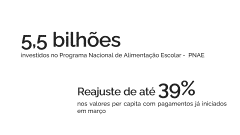 5,5 bilhões
investidos no Programa Nacional de Alimentação Escolar - PNAE
Reajuste de até 39%
nos valores per capita com pagamentos já iniciados
em março